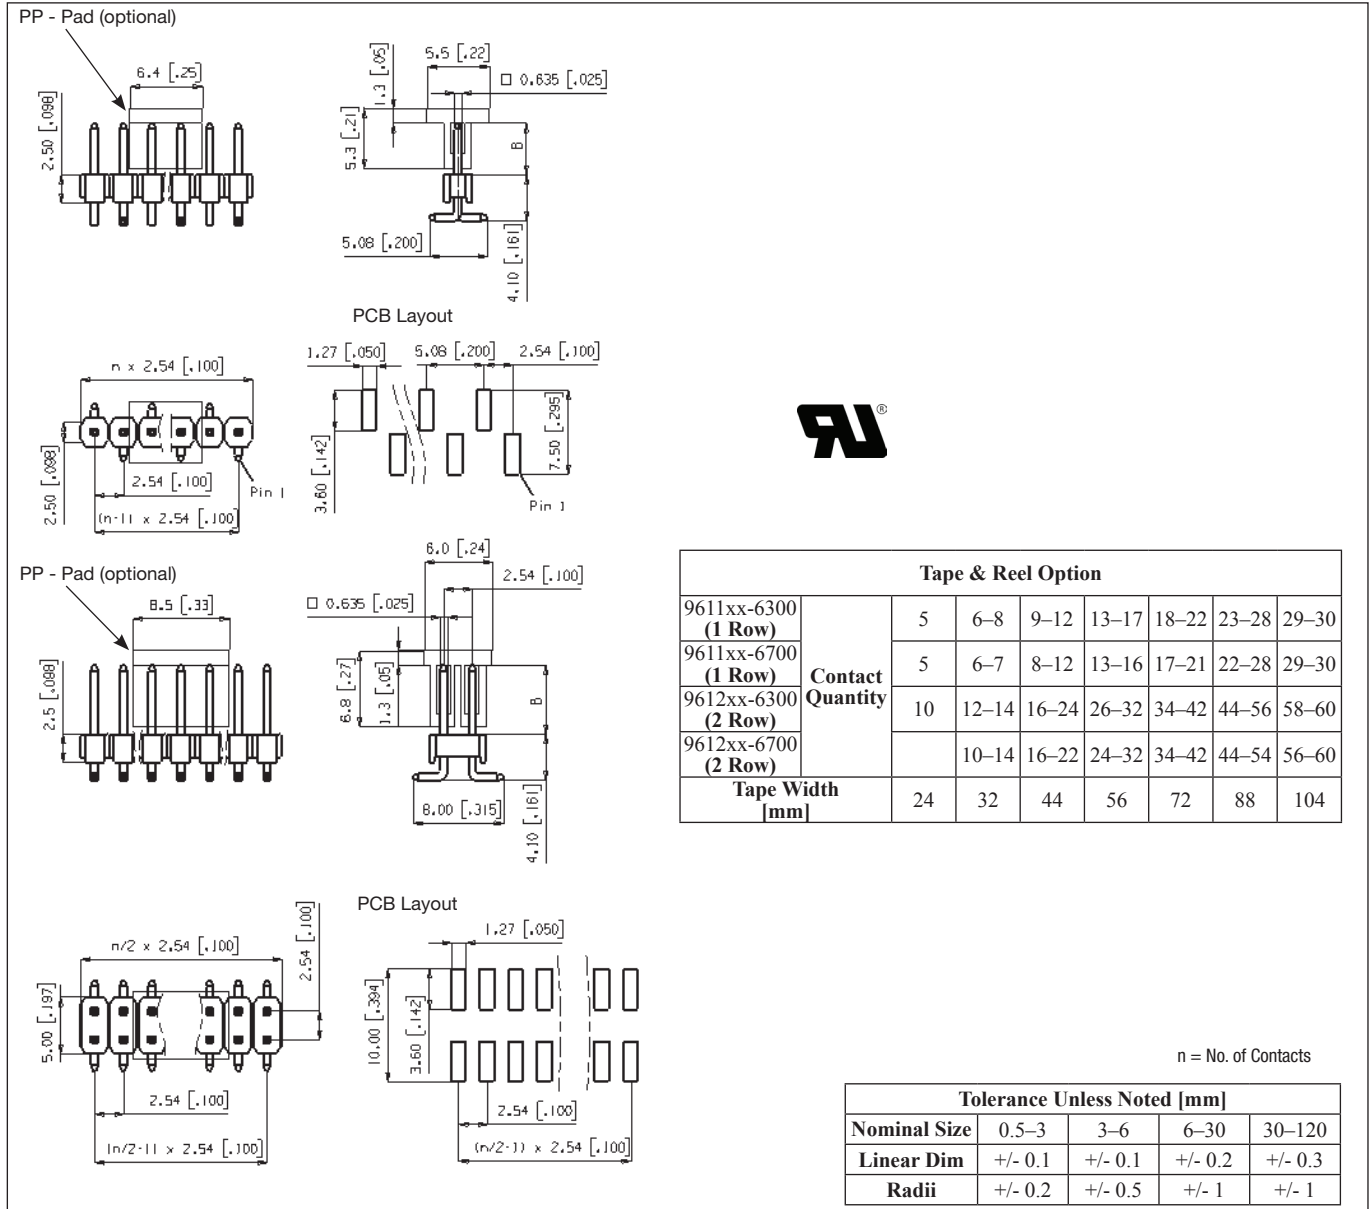 PP - Pad (optional)
6.4 [.25]
2.50 [.098]
1.3 [.05]
5.5 [.22]
□ 0.635 [.025]
5.3 [.21]
B
5.08 [.200]
4.10 [.161]
PCB Layout
n x 2.54 [.100]
2.50 [.098]
2.54 [.100]
Pin 1
(n-1) x 2.54 [.100]
1.27 [.050]
5.08 [.200]
2.54 [.100]
3.60 [.142]
7.50 [.295]
Pin 1
®
PP - Pad (optional)
8.5 [.33]
2.5 [.088]
6.0 [.24]
2.54 [.100]
□ 0.635 [.025]
6.8 [.27]
1.3 [.05]
B
8.00 [.315]
4.10 [.161]
Tape & Reel Option
9611xx-6300 (1 Row) Contact Quantity 5 6–8 9–12 13–17 18–22 23–28 29–30
9611xx-6700 (1 Row) 5 6–7 8–12 13–16 17–21 22–28 29–30
9612xx-6300 (2 Row) 10 12–14 16–24 26–32 34–42 44–56 58–60
9612xx-6700 (2 Row) 10–14 16–22 24–32 34–42 44–54 56–60
Tape Width [mm] 24 32 44 56 72 88 104
n/2 x 2.54 [.100]
2.54 [.100]
5.00 [.197]
2.54 [.100]
(n/2-1) x 2.54 [.100]
PCB Layout
1.27 [.050]
10.00 [.394]
3.60 [.142]
2.54 [.100]
(n/2-1) x 2.54 [.100]
n = No. of Contacts
Tolerance Unless Noted [mm]
Nominal Size 0.5–3 3–6 6–30 30–120
Linear Dim +/- 0.1 +/- 0.1 +/- 0.2 +/- 0.3
Radii +/- 0.2 +/- 0.5 +/- 1 +/- 1